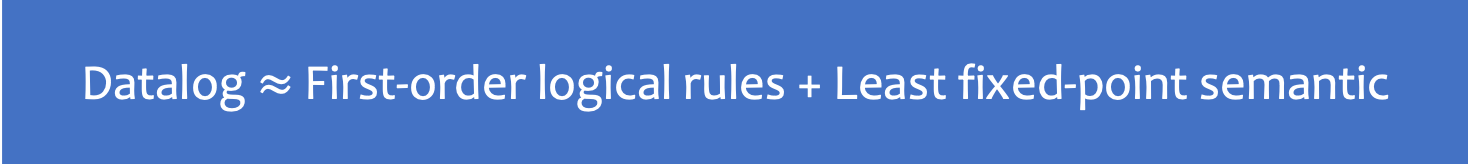 Datalog ≈ First-order logical rules + Least fixed-point semantic